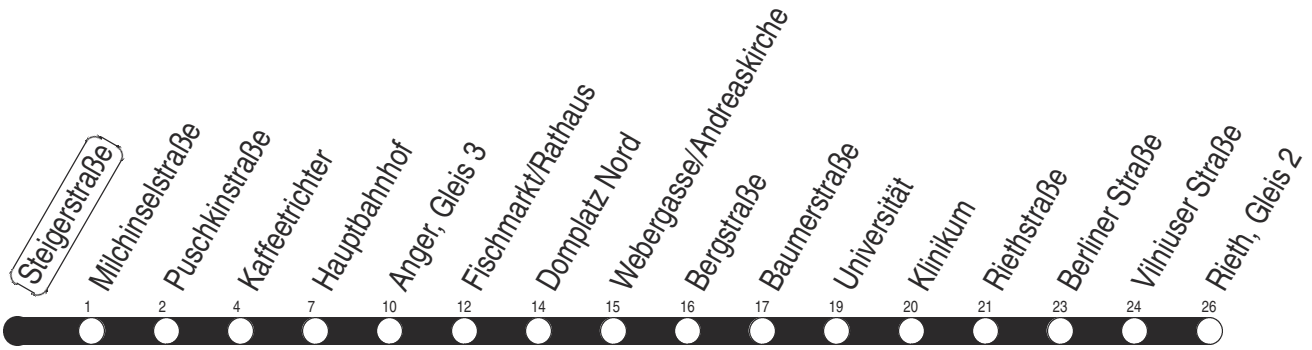 Steigerstraße
Milchinselstraße
Puschkinstraße
Kaffeetrichter
Hauptbahnhof
Anger, Gleis 3
Fischmarkt/Rathaus
Domplatz Nord
Webergasse/Andreaskirche
Bergstraße
Baumerstraße
Universität
Klinikum
Riethstraße
Berliner Straße
Vilniuser Straße
Rieth, Gleis 2
1 2 4 7 10 12 14 15 16 17 19 20 21 23 24 26